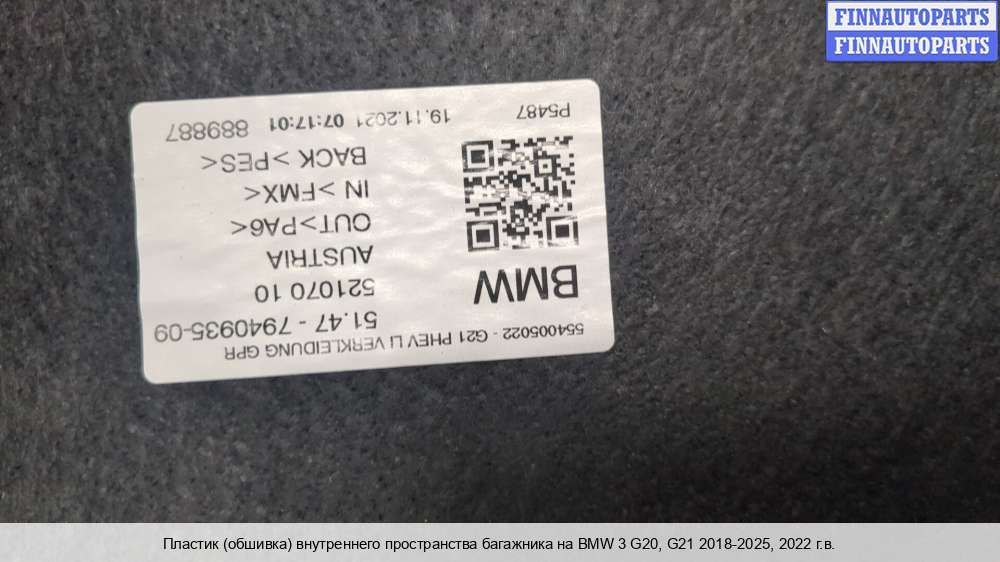 FINNAUTOPARTS
FINNAUTOPARTS
554005022 - G21 PHEV LI VERKLEIDUNG GPR
51.47 - 7940935-09
521070 10
AUSTRIA
OUT>PA6<
IN >FMX<
BACK >PES<
BMW
P5487
19.11.2021 07:17:01 889887
Пластик (обшивка) внутреннего пространства багажника на BMW 3 G20, G21 2018-2025, 2022 г.в.